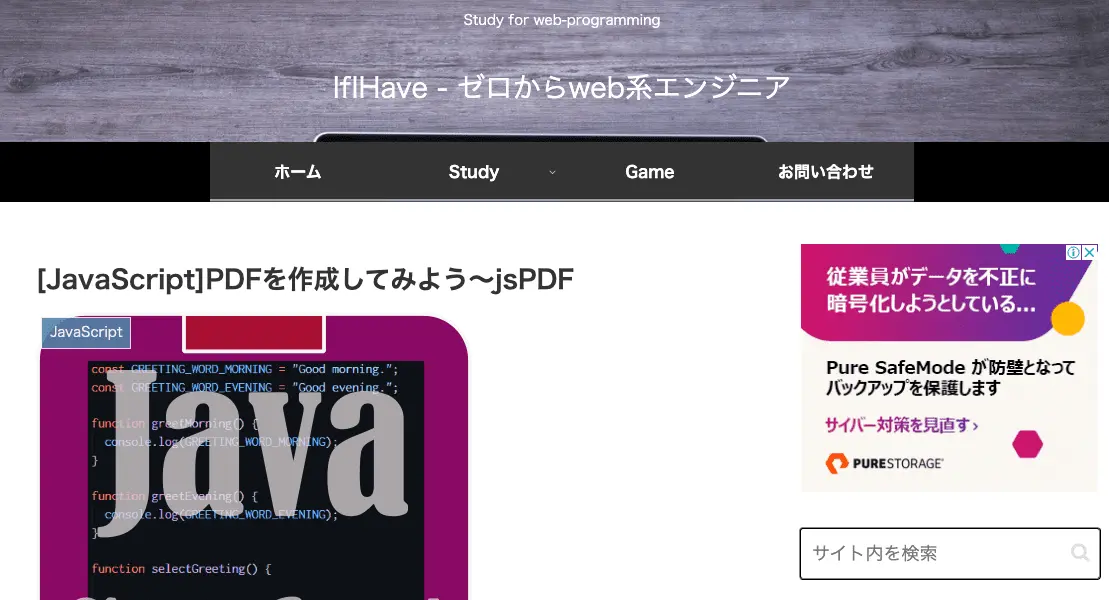 Study for web-programming
IfIHave - ゼロからweb系エンジニア
ホーム
Study
Game
お問い合わせ
[JavaScript]PDFを作成してみよう〜jsPDF
JavaScript
const GREETING_WORD_MORNING = "Good morning.";
const GREETING_WORD_EVENING = "Good evening.";
function greetMorning() {
console.log(GREETING_WORD_MORNING);
}
function greetEvening() {
console.log(GREETING_WORD_EVENING);
}
function selectGreeting() {
Java
従業員がデータを不正に
暗号化しようとしている...
Pure SafeMode が防壁となって
バックアップを保護します
サイバー対策を見直す ›
PURESTORAGE
サイト内を検索